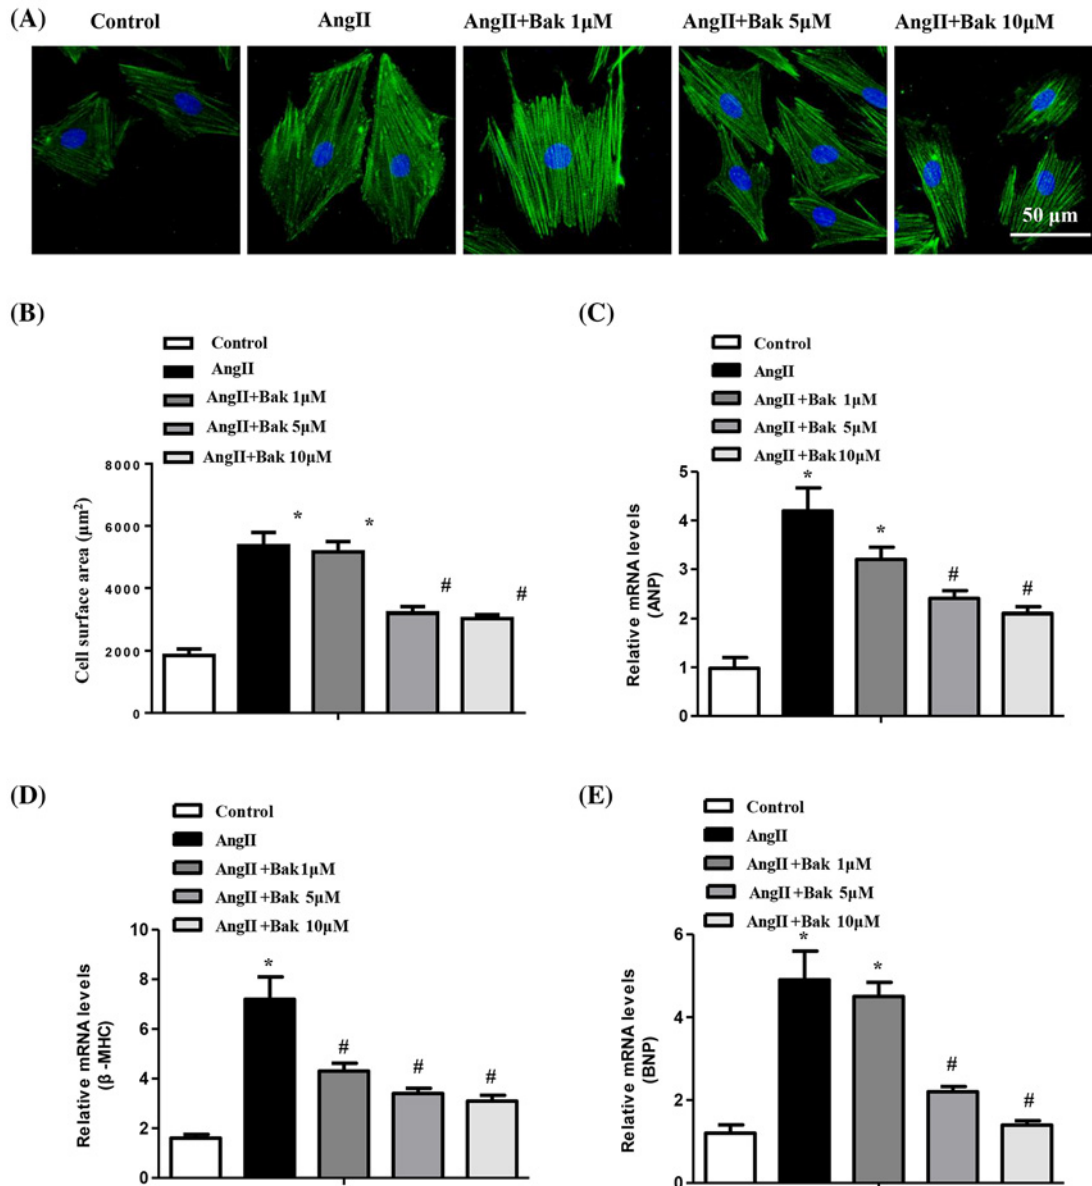 (A)
Control AngII AngII+Bak 1μM AngII+Bak 5μM AngII+Bak 10μM
50 μm
(B)
Control
AngII
AngII+Bak 1μM
AngII+Bak 5μM
AngII+Bak 10μM
8000
6000
4000
2000
0
Cell surface area (μm²)
* * # #
(C)
Control
AngII
AngII+Bak 1μM
AngII+Bak 5μM
AngII+Bak 10μM
5
4
3
2
1
0
Relative mRNA levels
(ANP)
* * # #
(D)
Control
AngII
AngII+Bak1μM
AngII+Bak 5μM
AngII+Bak 10μM
10
8
6
4
2
0
Relative mRNA levels
(β -MHC)
* # # #
(E)
Control
AngII
AngII+Bak 1μM
AngII+Bak 5μM
AngII+Bak 10μM
6
4
2
0
Relative mRNA levels
(BNP)
* * # #